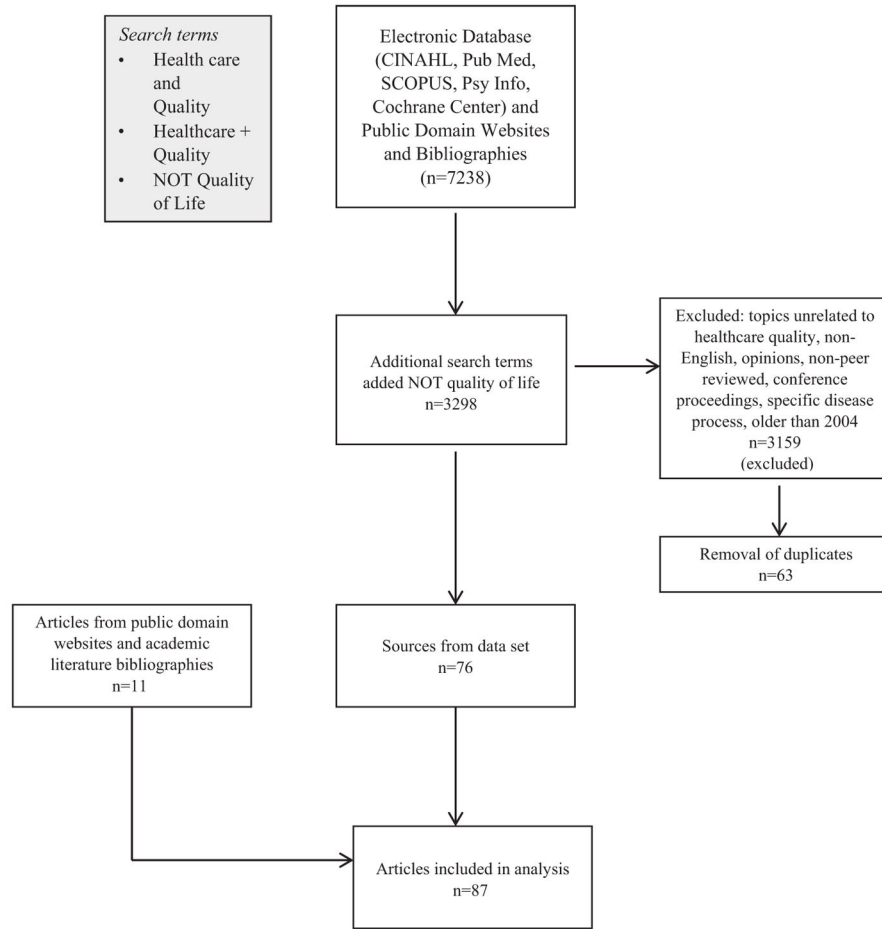 Search terms
• Health care
and
Quality
• Healthcare +
Quality
• NOT Quality
of Life
Electronic Database
(CINAHL, Pub Med,
SCOPUS, Psy Info,
Cochrane Center) and
Public Domain Websites
and Bibliographies
(n=7238)
Additional search terms
added NOT quality of life
n=3298
Excluded: topics unrelated to
healthcare quality, non-
English, opinions, non-peer
reviewed, conference
proceedings, specific disease
process, older than 2004
n=3159
(excluded)
Removal of duplicates
n=63
Articles from public domain
websites and academic
literature bibliographies
n=11
Sources from data set
n=76
Articles included in analysis
n=87